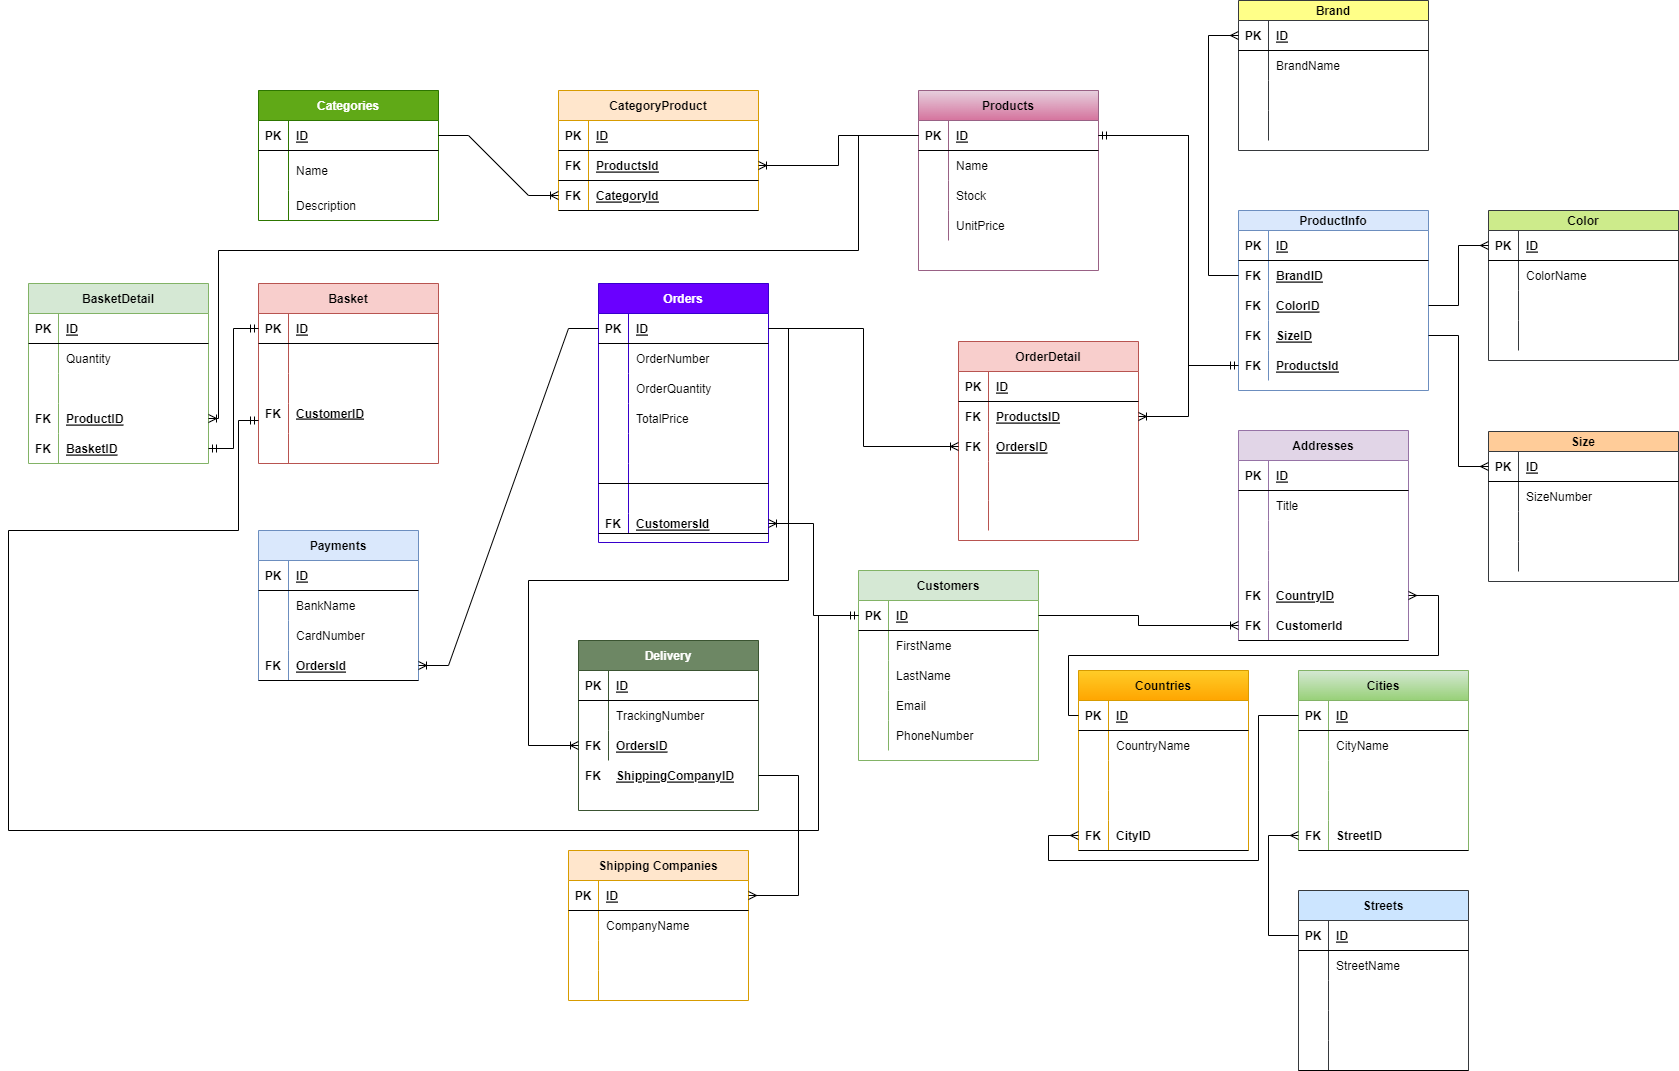 Brand
PK ID
BrandName
Categories
PK ID
Name
Description
CategoryProduct
PK ID
FK ProductsId
FK CategoryId
Products
PK ID
Name
Stock
UnitPrice
ProductInfo
PK ID
FK BrandID
FK ColorID
FK SizeID
FK ProductsId
Color
PK ID
ColorName
BasketDetail
PK ID
Quantity
FK ProductID
FK BasketID
Basket
PK ID
FK CustomerID
Orders
PK ID
OrderNumber
OrderQuantity
TotalPrice
FK CustomersId
OrderDetail
PK ID
FK ProductsID
FK OrdersID
Addresses
PK ID
Title
FK CountryID
FK CustomerId
Size
PK ID
SizeNumber
Payments
PK ID
BankName
CardNumber
FK OrdersId
Customers
PK ID
FirstName
LastName
Email
PhoneNumber
Delivery
PK ID
TrackingNumber
FK OrdersID
FK ShippingCompanyID
Countries
PK ID
CountryName
FK CityID
Cities
PK ID
CityName
FK StreetID
Shipping Companies
PK ID
CompanyName
Streets
PK ID
StreetName